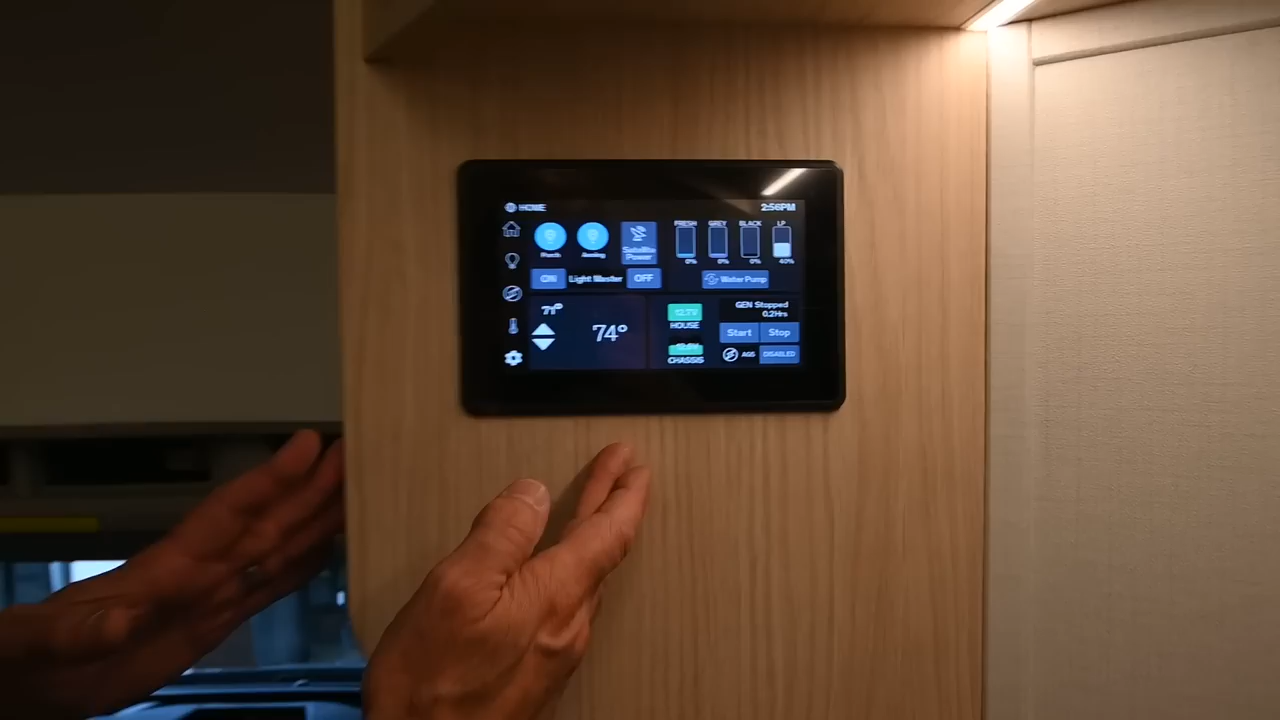 HOME 2:56PM
Porch Awning Satellite Power
FRESH GREY BLACK LP
0% 0% 0% 40%
ON Light Master OFF
Water Pump
71°
74°
12.7V
HOUSE
CHASSIS
GEN Stopped
0.2Hrs
Start Stop
AGS DISABLED